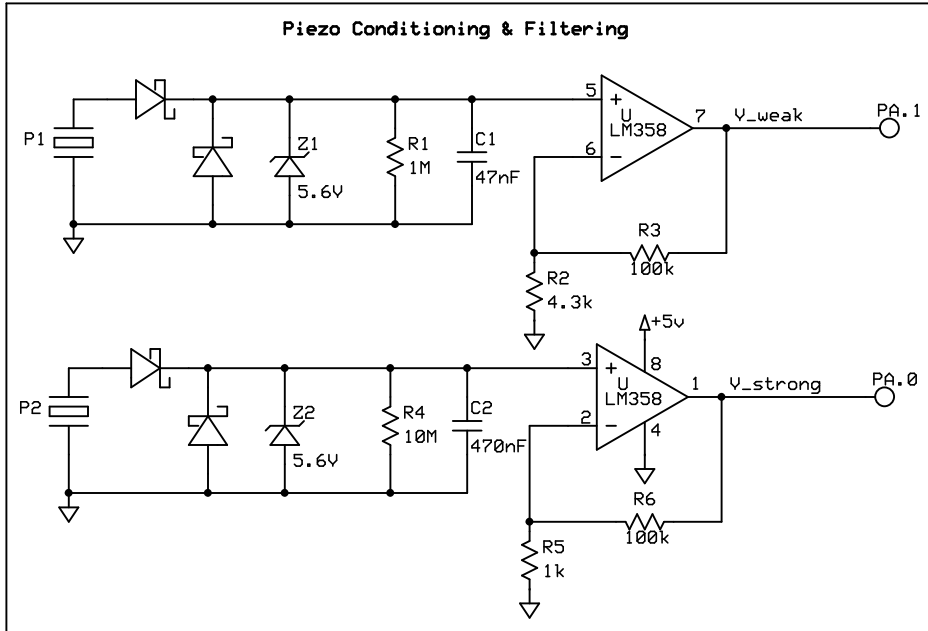 Piezo Conditioning & Filtering
P1
Z1
5.6V
R1
1M
C1
47nF
5
6
U
LM358
7
V_weak
PA.1
R3
100k
R2
4.3k
+5v
P2
Z2
5.6V
R4
10M
C2
470nF
3
2
U
LM358
8
4
1
V_strong
PA.0
R6
100k
R5
1k